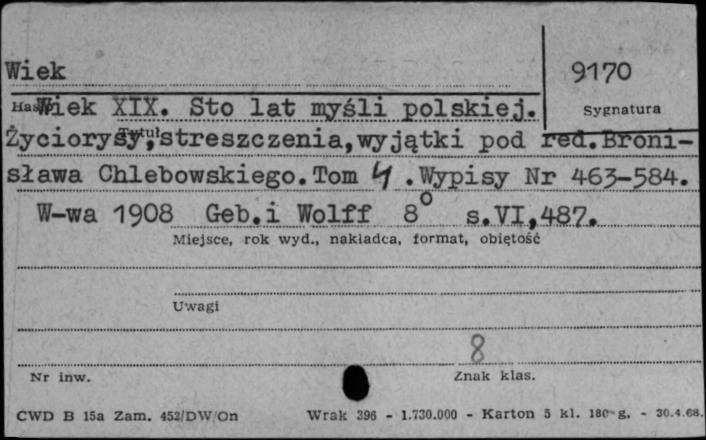 Wiek
9170
Hasło
Sygnatura
Wiek XIX. Sto lat myśli polskiej.
Tytuł
Życiorysy,streszczenia,wyjątki pod red.Broni-
sława Chlebowskiego.Tom 4 .Wypisy Nr 463-584.
W-wa 1908 Geb.i Wolff 8° s.VI,487.
Miejsce, rok wyd., nakładca, format, obiętość
Uwagi
8
Nr inw.
Znak klas.
CWD B 15a Zam. 452/DW/On Wrak 396 - 1.730.000 - Karton 5 kl. 180 g. - 30.4.68.